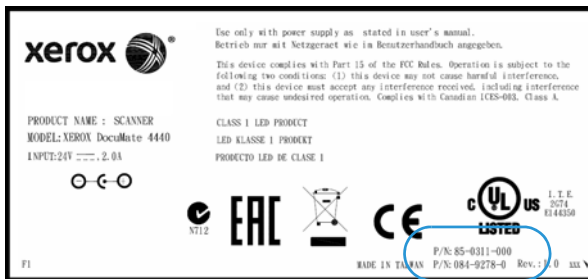 xerox
Use only with power supply as stated in user's manual.
Betrieb nur mit Netzgeraet wie im Benutzerhandbuch angegeben.
This device complies with Part 15 of the FCC Rules. Operation is subject to the
following two conditions: (1) this device may not cause harmful interference,
and (2) this device must accept any interference received, including interference
that may cause undesired operation. Complies with Canadian ICES-003, Class A.
PRODUCT NAME : SCANNER
MODEL: XEROX DocuMate 4440
INPUT:24V 2.0A
CLASS 1 LED PRODUCT
LED KLASSE 1 PRODUKT
PRODUCTO LED DE CLASE 1
N712
EAC
CE
C UL US
LISTED
I.T.E.
2G74
E144350
P/N:85-0311-000
MADE IN TAIWAN P/N:084-9278-0 Rev.: .0 XXX
F1